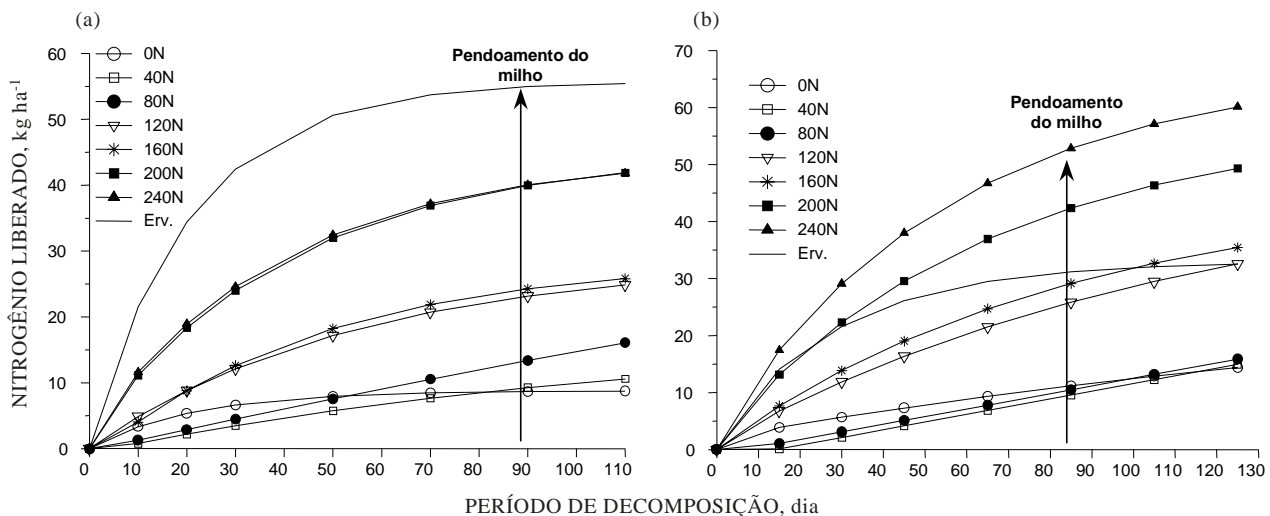 (a)
NITROGÊNIO LIBERADO, kg ha-1
60
50
40
30
20
10
0
0N
40N
80N
120N
160N
200N
240N
Erv.
Pendoamento do
milho
0 10 20 30 40 50 60 70 80 90 100 110
(b)
70
60
50
40
30
20
10
0
0N
40N
80N
120N
160N
200N
240N
Erv.
Pendoamento
do milho
0 10 20 30 40 50 60 70 80 90 100 110 120 130
PERÍODO DE DECOMPOSIÇÃO, dia